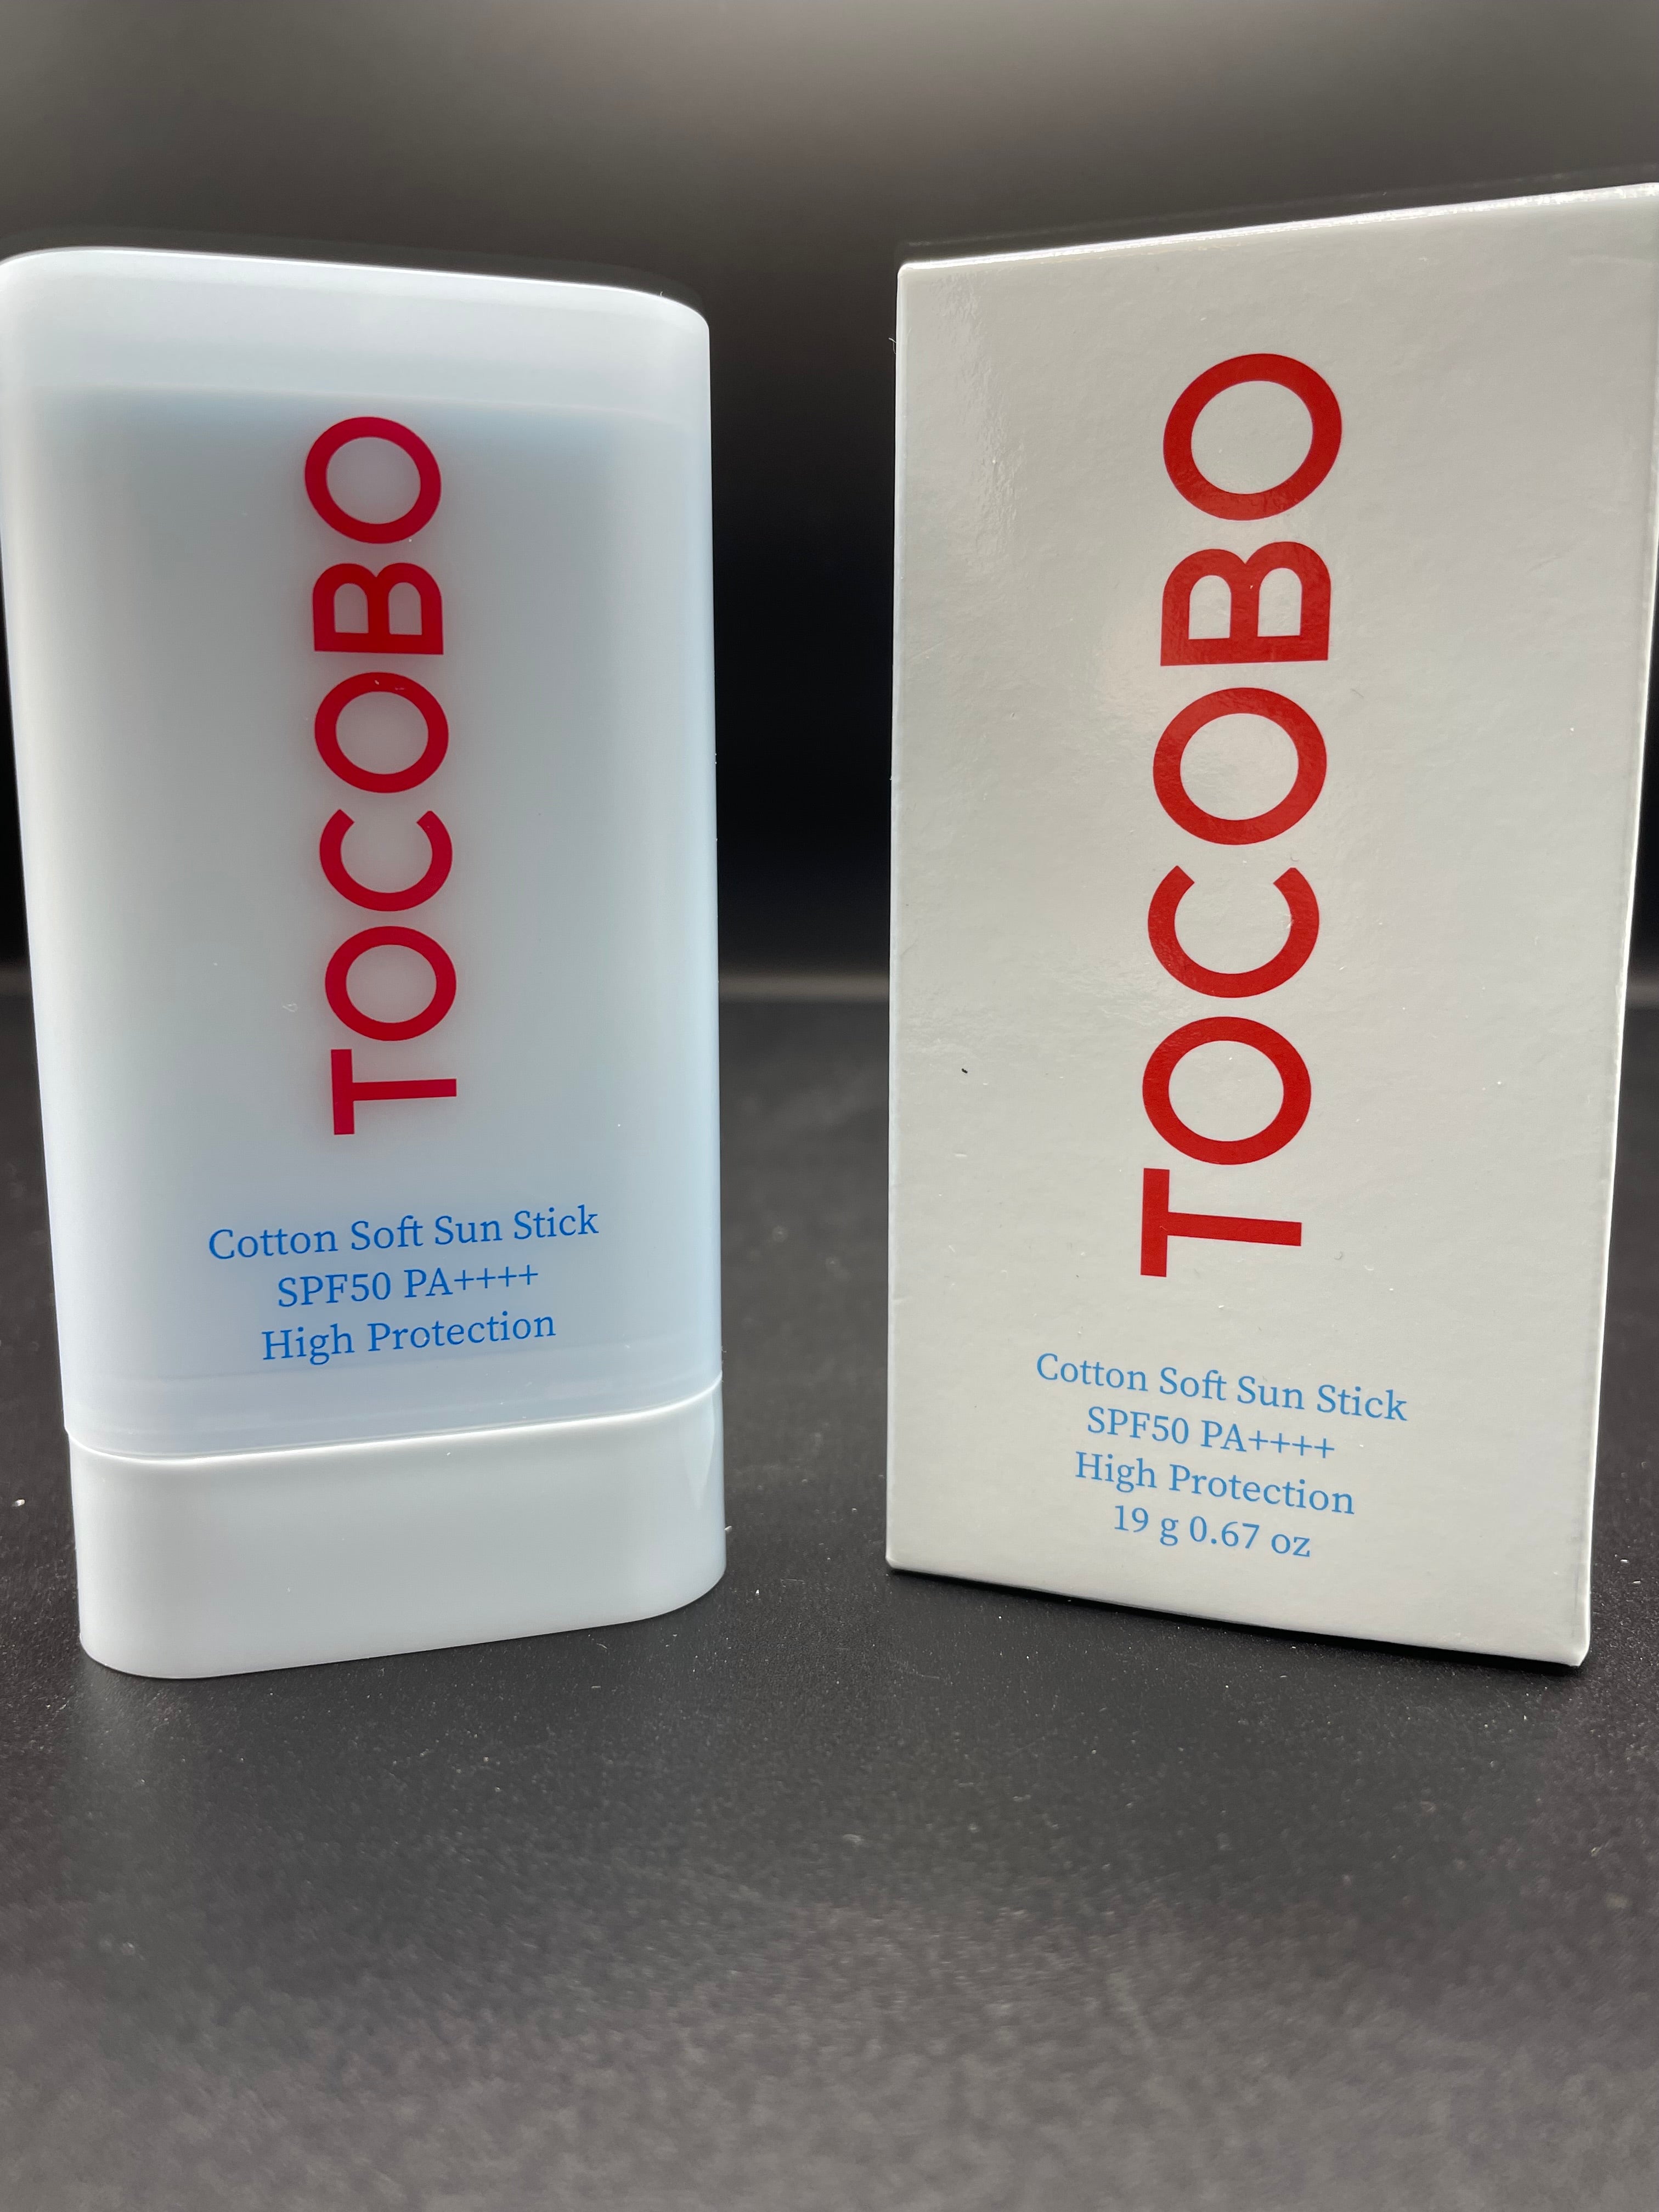 TOCOBO
Cotton Soft Sun Stick
SPF50 PA++++
High Protection
TOCOBO
Cotton Soft Sun Stick
SPF50 PA++++
High Protection
19 g 0.67 oz